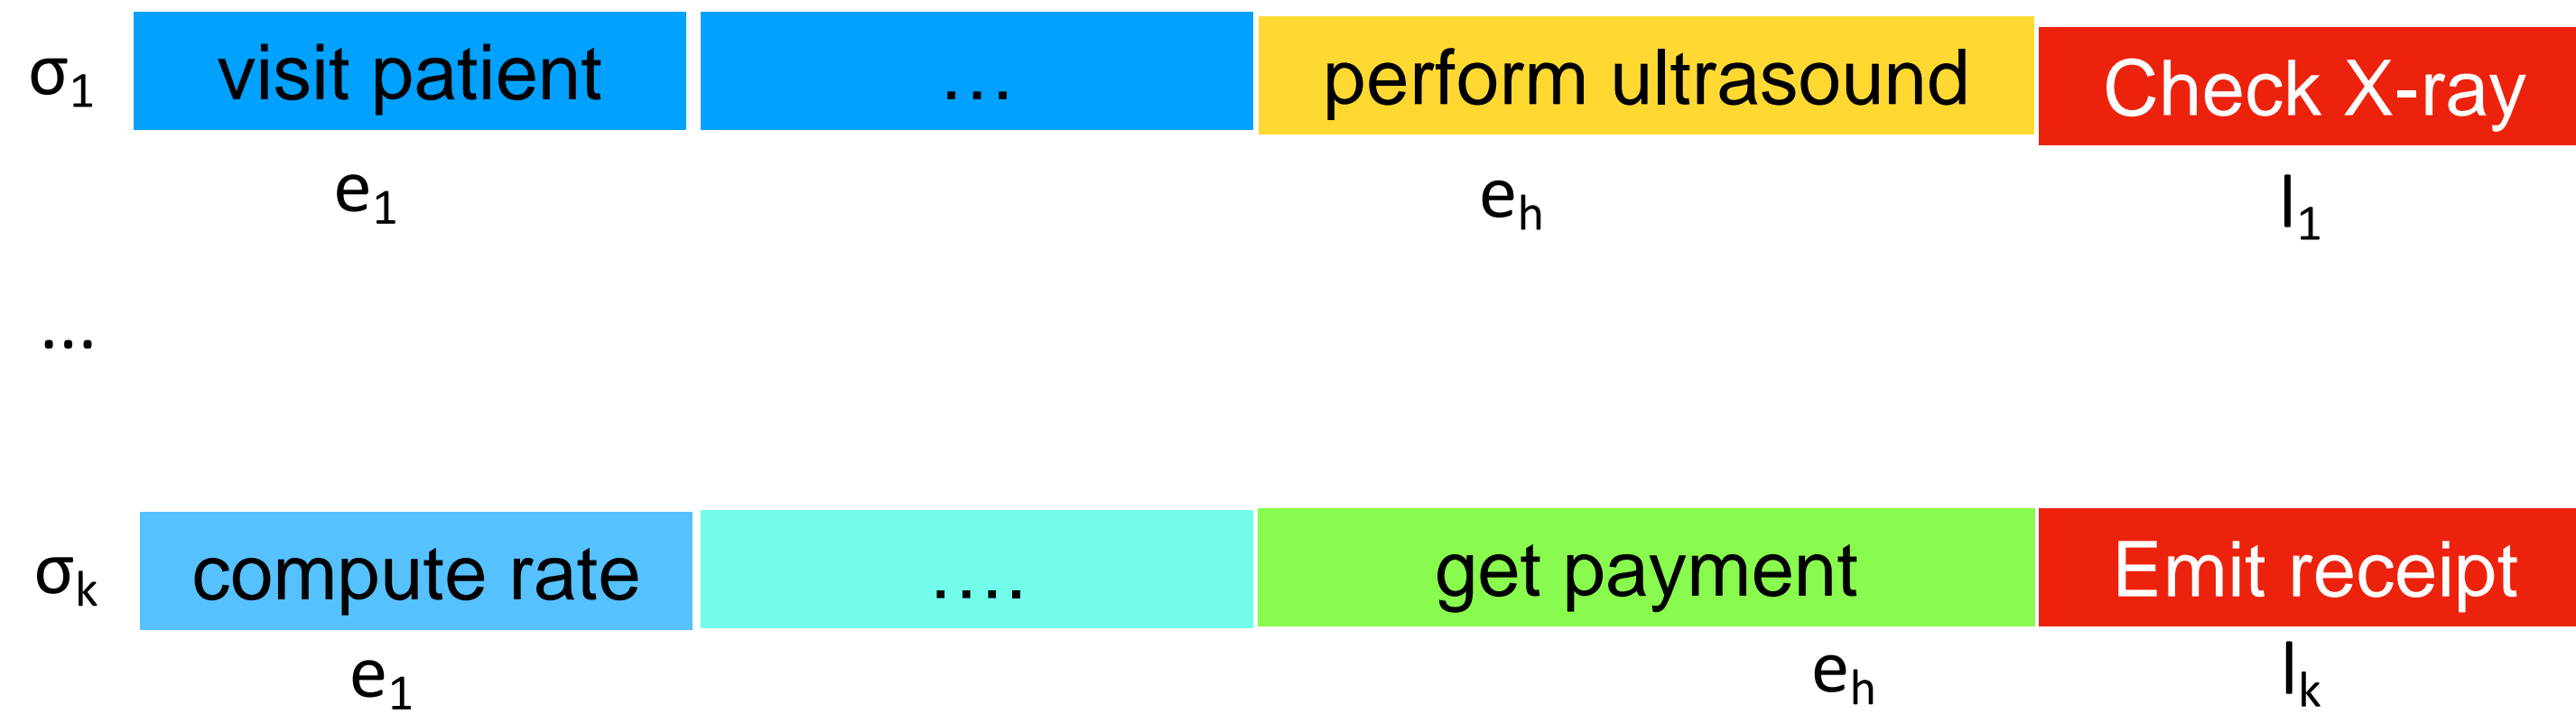 σ1 visit patient … perform ultrasound Check X-ray
e1 eh l1
…
σk compute rate …. get payment Emit receipt
e1 eh lk